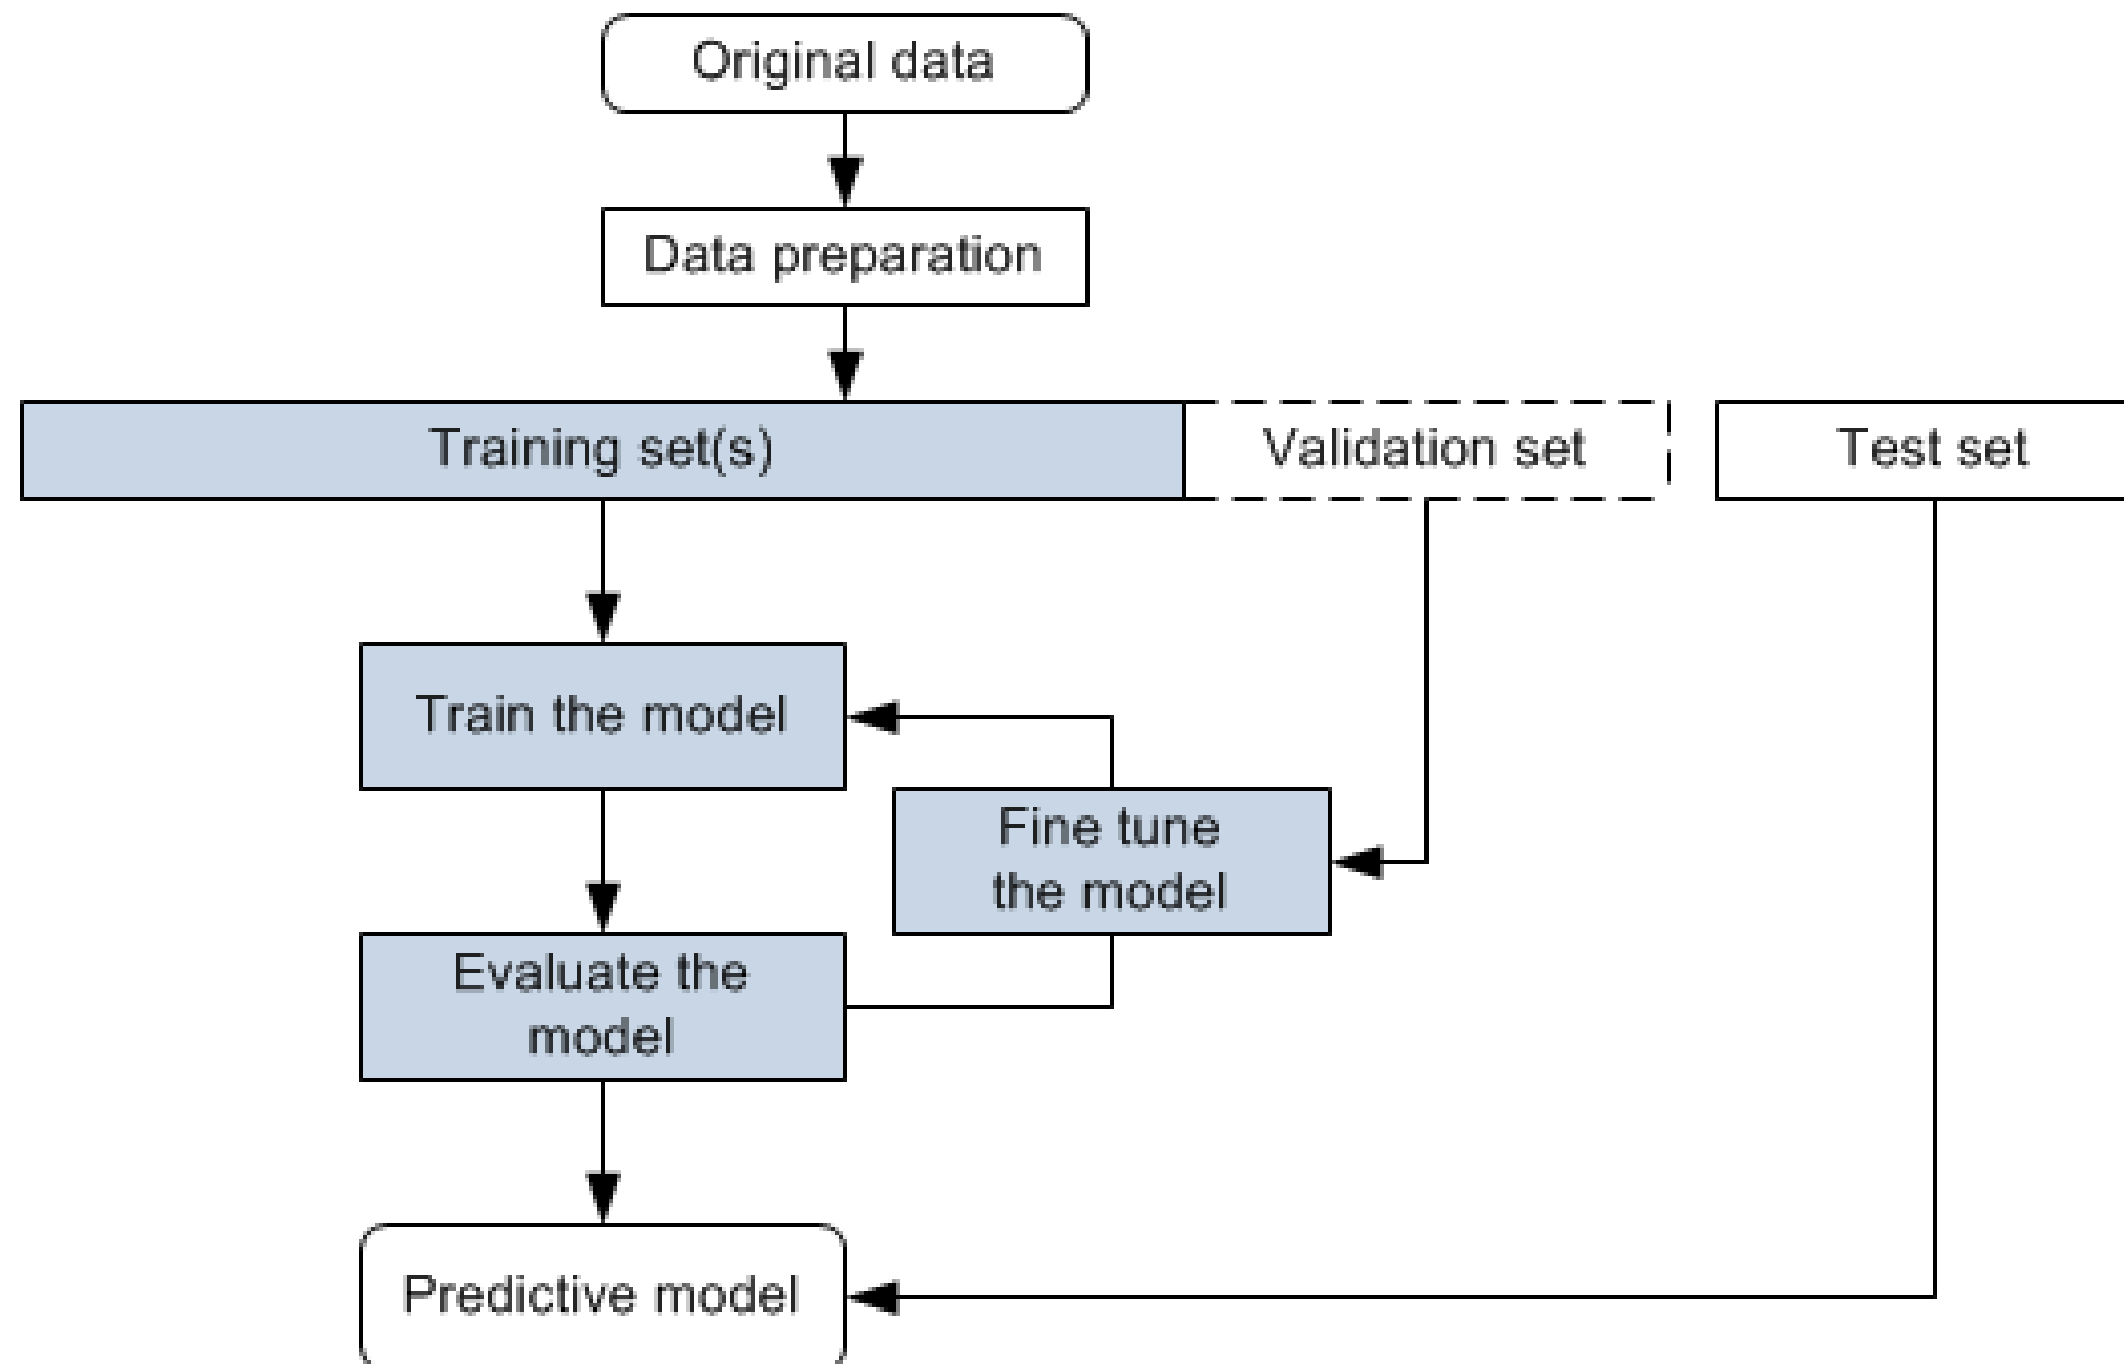 Original data
Data preparation
Training set(s)
Validation set
Test set
Train the model
Fine tune
the model
Evaluate the
model
Predictive model